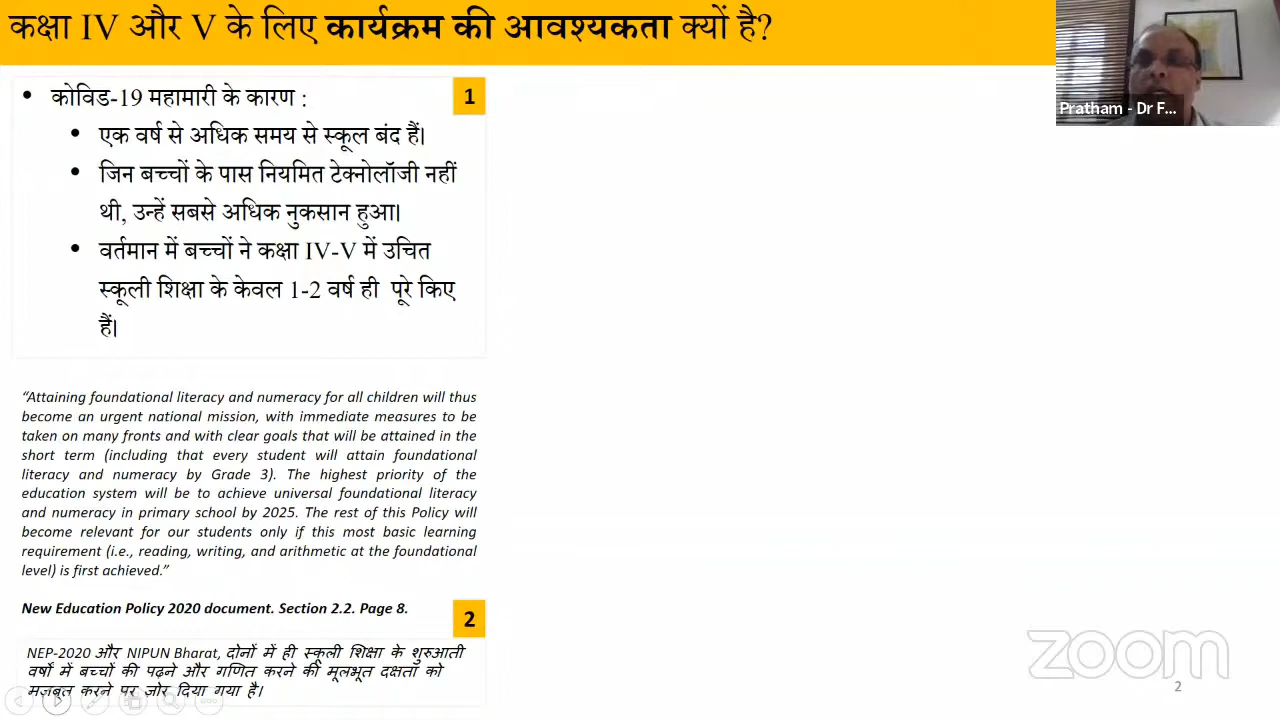 कक्षा IV और V के लिए कार्यक्रम की आवश्यकता क्यों है?
Pratham - Dr F...
1
• कोविड-19 महामारी के कारण :
• एक वर्ष से अधिक समय से स्कूल बंद हैं।
• जिन बच्चों के पास नियमित टेक्नोलॉजी नहीं
थी, उन्हें सबसे अधिक नुकसान हुआ।
• वर्तमान में बच्चों ने कक्षा IV-V में उचित
स्कूली शिक्षा के केवल 1-2 वर्ष ही पूरे किए
हैं।
“Attaining foundational literacy and numeracy for all children will thus
become an urgent national mission, with immediate measures to be
taken on many fronts and with clear goals that will be attained in the
short term (including that every student will attain foundational
literacy and numeracy by Grade 3). The highest priority of the
education system will be to achieve universal foundational literacy
and numeracy in primary school by 2025. The rest of this Policy will
become relevant for our students only if this most basic learning
requirement (i.e., reading, writing, and arithmetic at the foundational
level) is first achieved.”
New Education Policy 2020 document. Section 2.2. Page 8.
2
NEP-2020 और NIPUN Bharat, दोनों में ही स्कूली शिक्षा के शुरुआती
वर्षों में बच्चों की पढ़ने और गणित करने की मूलभूत दक्षता को
मज़बूत करने पर ज़ोर दिया गया है।
zoom
2